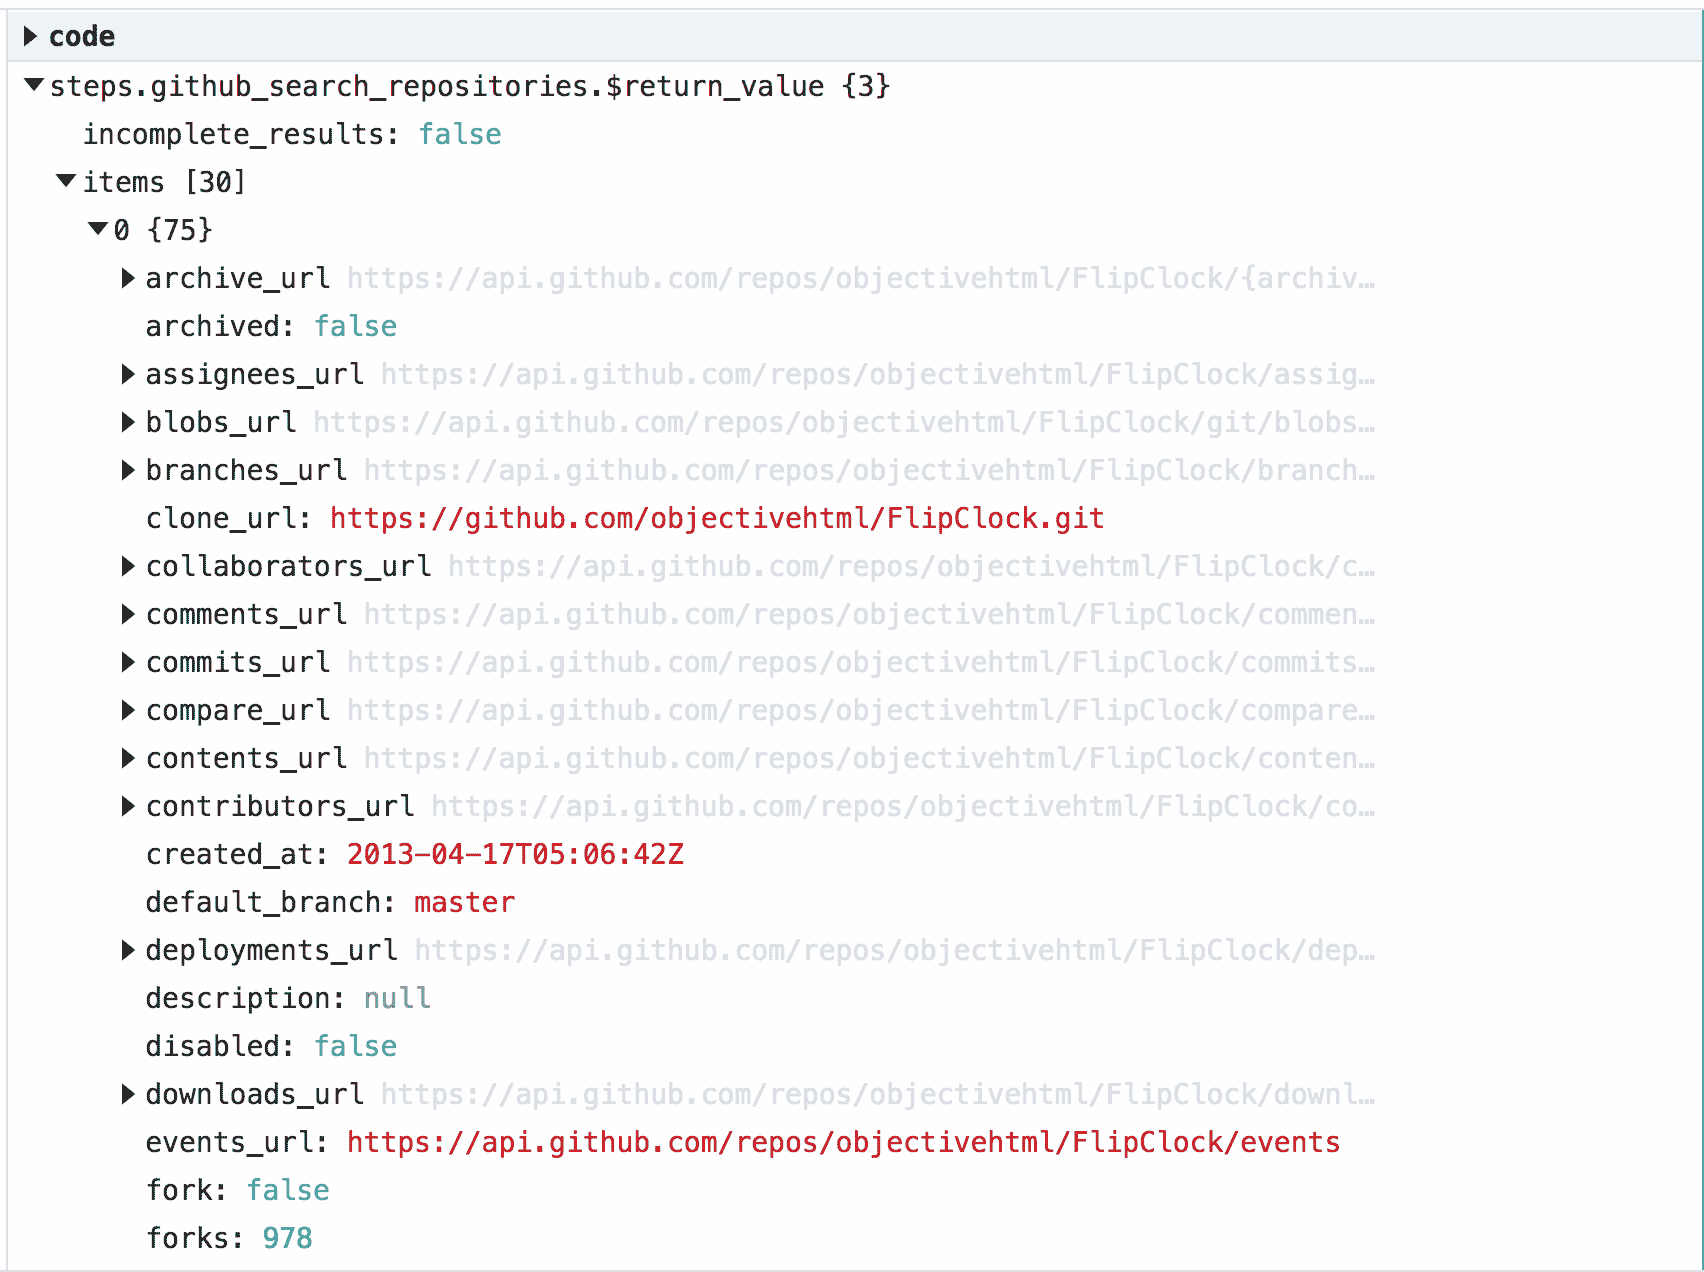 code
steps.github_search_repositories.$return_value {3}
incomplete_results: false
items [30]
0 {75}
archive_url https://api.github.com/repos/objectivehtml/FlipClock/{archiv…
archived: false
assignees_url https://api.github.com/repos/objectivehtml/FlipClock/assig…
blobs_url https://api.github.com/repos/objectivehtml/FlipClock/git/blobs…
branches_url https://api.github.com/repos/objectivehtml/FlipClock/branch…
clone_url: https://github.com/objectivehtml/FlipClock.git
collaborators_url https://api.github.com/repos/objectivehtml/FlipClock/c…
comments_url https://api.github.com/repos/objectivehtml/FlipClock/commen…
commits_url https://api.github.com/repos/objectivehtml/FlipClock/commits…
compare_url https://api.github.com/repos/objectivehtml/FlipClock/compare…
contents_url https://api.github.com/repos/objectivehtml/FlipClock/conten…
contributors_url https://api.github.com/repos/objectivehtml/FlipClock/co…
created_at: 2013-04-17T05:06:42Z
default_branch: master
deployments_url https://api.github.com/repos/objectivehtml/FlipClock/dep…
description: null
disabled: false
downloads_url https://api.github.com/repos/objectivehtml/FlipClock/downl…
events_url: https://api.github.com/repos/objectivehtml/FlipClock/events
fork: false
forks: 978